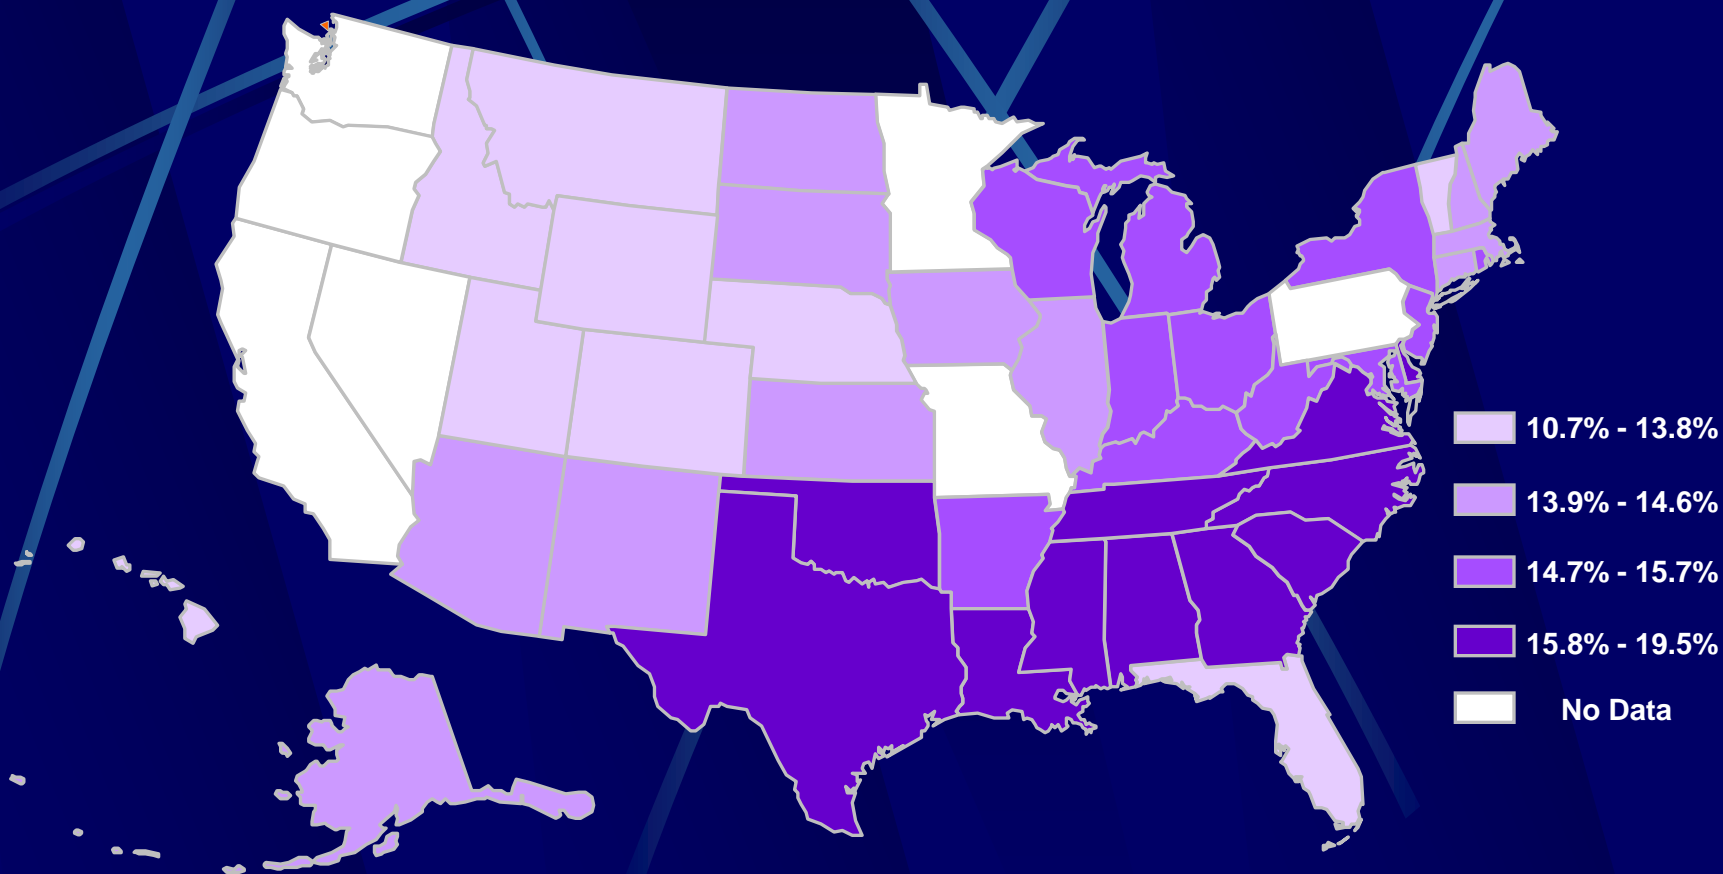 10.7% - 13.8%
13.9% - 14.6%
14.7% - 15.7%
15.8% - 19.5%
No Data